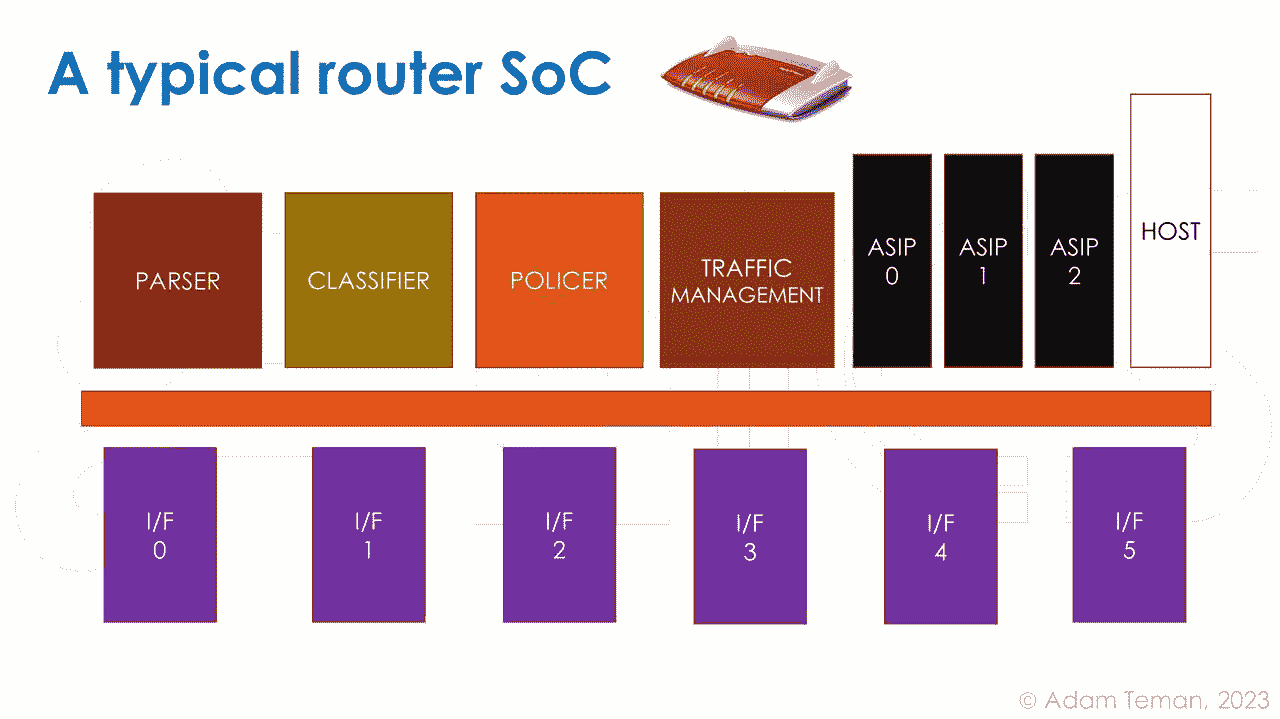 A typical router SoC
PARSER
CLASSIFIER
POLICER
TRAFFIC
MANAGEMENT
ASIP
0
ASIP
1
ASIP
2
HOST
I/F
0
I/F
1
I/F
2
I/F
3
I/F
4
I/F
5
© Adam Teman, 2023